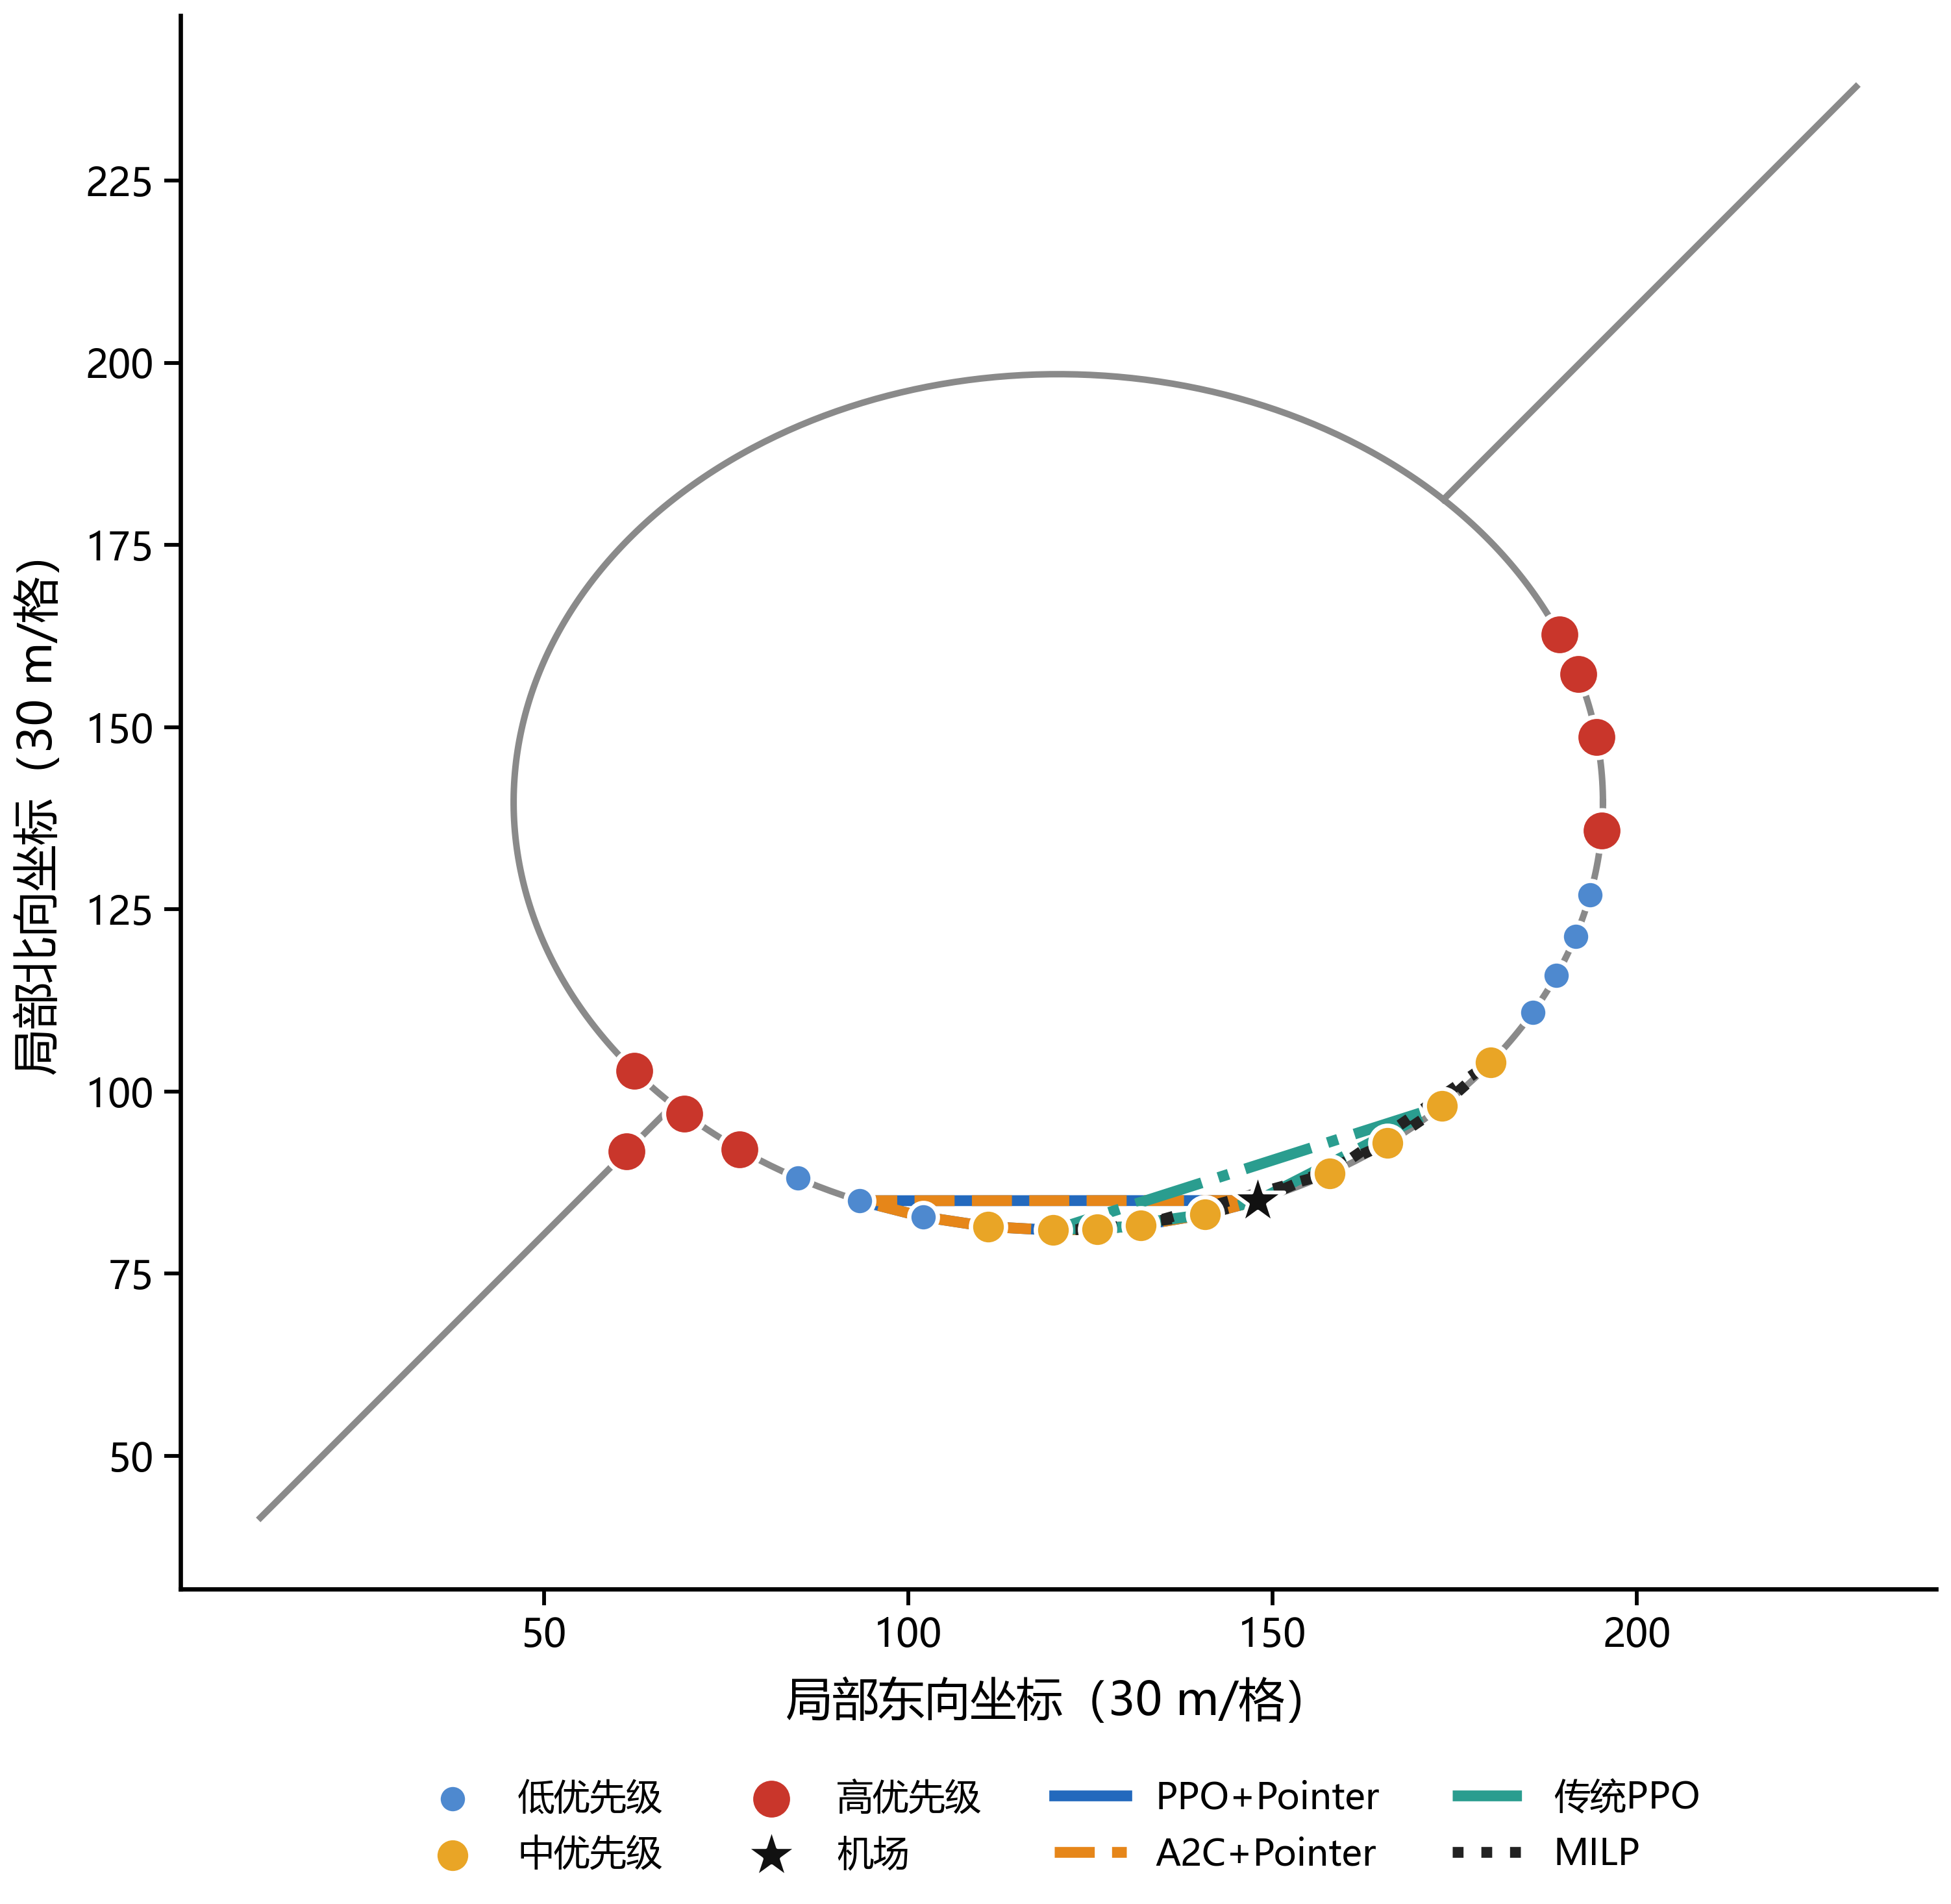 225
200
175
150
125
100
75
50
局部北向坐标（30 m/格）
50
100
150
200
局部东向坐标（30 m/格）
低优先级
高优先级
PPO+Pointer
传统PPO
中优先级
机场
A2C+Pointer
MILP